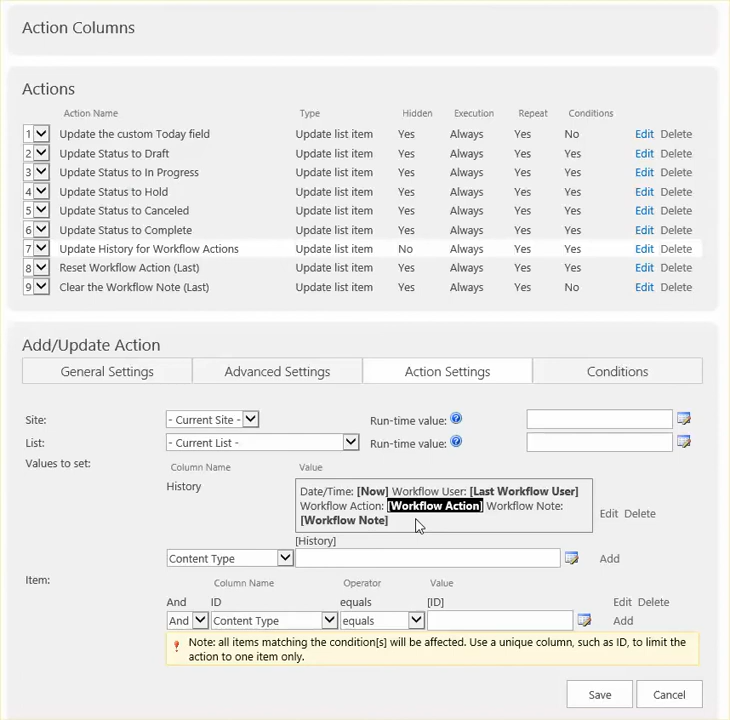 Action Columns
Actions
Action Name Type Hidden Execution Repeat Conditions
1 Update the custom Today field Update list item Yes Always Yes No Edit Delete
2 Update Status to Draft Update list item Yes Always Yes Yes Edit Delete
3 Update Status to In Progress Update list item Yes Always Yes Yes Edit Delete
4 Update Status to Hold Update list item Yes Always Yes Yes Edit Delete
5 Update Status to Canceled Update list item Yes Always Yes Yes Edit Delete
6 Update Status to Complete Update list item Yes Always Yes Yes Edit Delete
7 Update History for Workflow Actions Update list item No Always Yes Yes Edit Delete
8 Reset Workflow Action (Last) Update list item Yes Always Yes Yes Edit Delete
9 Clear the Workflow Note (Last) Update list item Yes Always Yes No Edit Delete
Add/Update Action
General Settings Advanced Settings Action Settings Conditions
Site: - Current Site - Run-time value: ?
List: - Current List - Run-time value: ?
Values to set: Column Name Value
History Date/Time: [Now] Workflow User: [Last Workflow User]
Workflow Action: [Workflow Action] Workflow Note:
[Workflow Note] Edit Delete
[History]
Content Type Add
Item: Column Name Operator Value
And ID equals [ID] Edit Delete
And Content Type equals Add
! Note: all items matching the condition[s] will be affected. Use a unique column, such as ID, to limit the
action to one item only.
Save Cancel